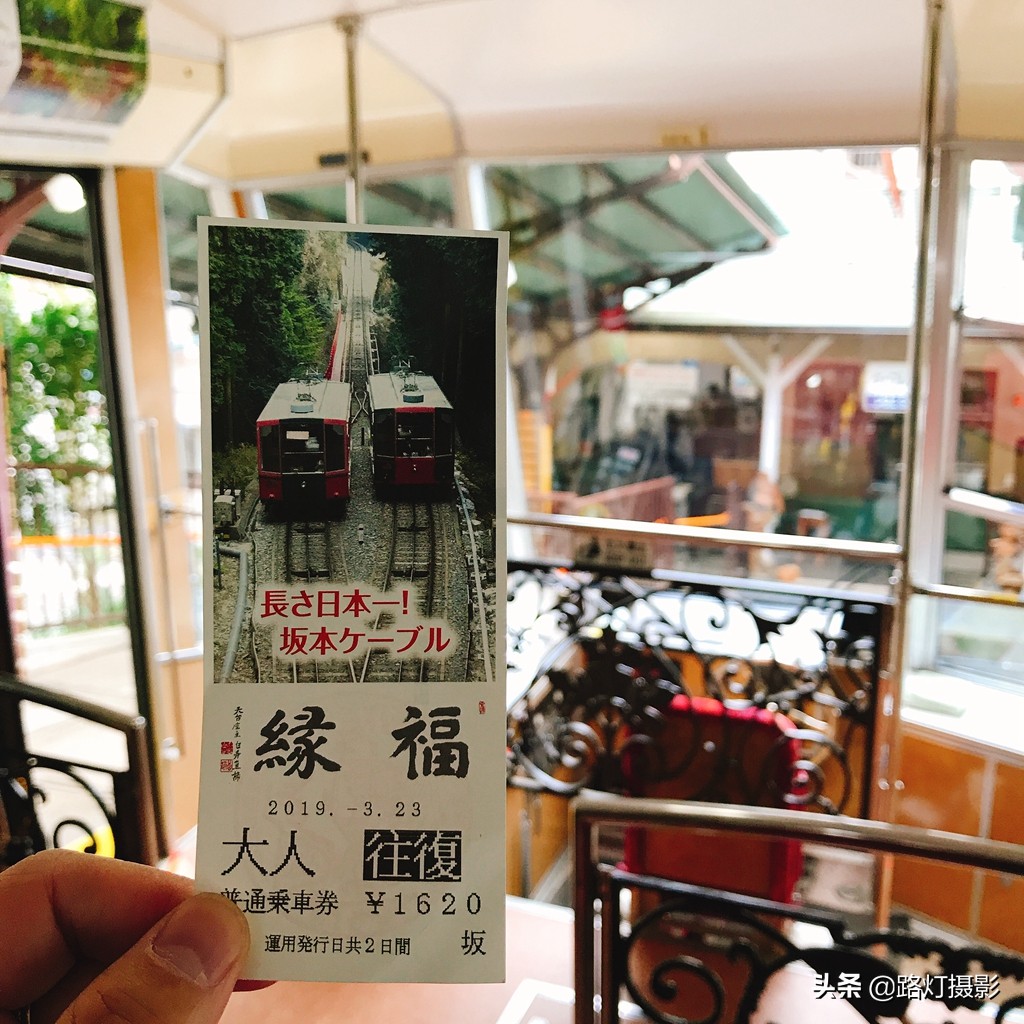 長さ日本一!
坂本ケーブル
福
縁
2019. -3. 23
大人 往復
普通乗車券 ¥1620
運用発行日共2日間 坂
头条 @路灯摄影